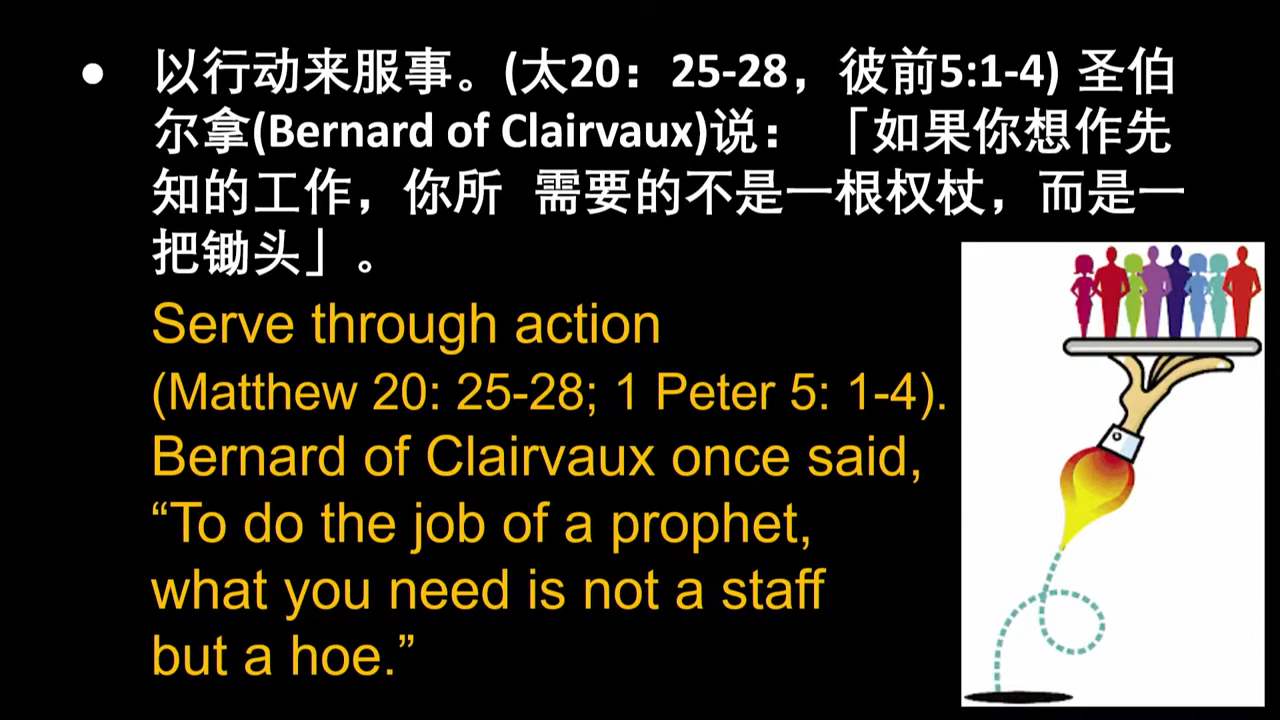 ● 以行动来服事。(太20：25-28，彼前5:1-4) 圣伯
尔拿(Bernard of Clairvaux)说：「如果你想作先
知的工作，你所 需要的不是一根权杖，而是一
把锄头」。
Serve through action
(Matthew 20: 25-28; 1 Peter 5: 1-4).
Bernard of Clairvaux once said,
“To do the job of a prophet,
what you need is not a staff
but a hoe.”